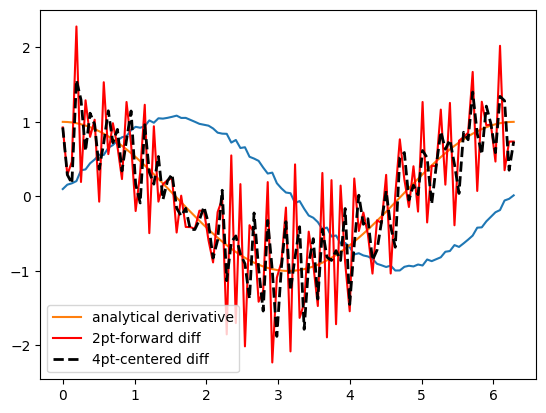 2
1
0
−1
−2
analytical derivative
2pt-forward diff
4pt-centered diff
0 1 2 3 4 5 6